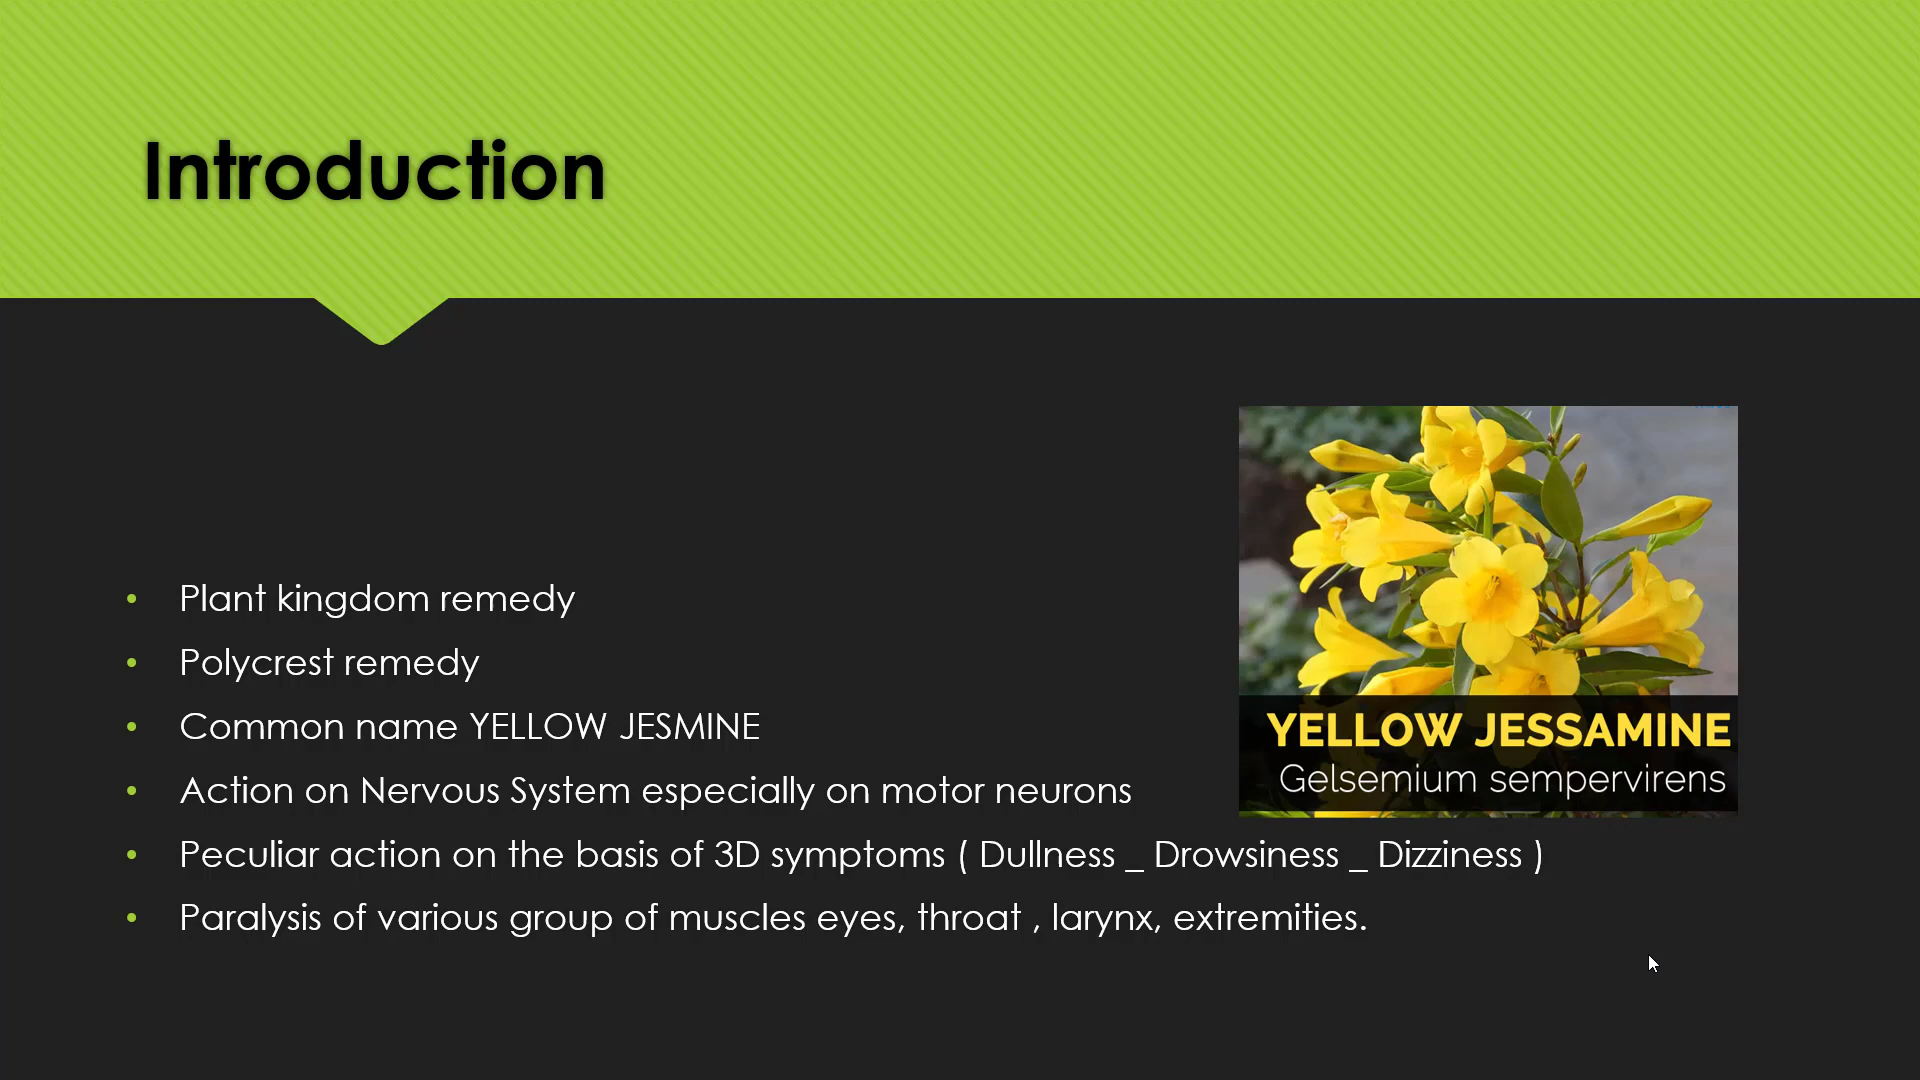 Introduction
• Plant kingdom remedy
• Polycrest remedy
• Common name YELLOW JESMINE
• Action on Nervous System especially on motor neurons
• Peculiar action on the basis of 3D symptoms ( Dullness _ Drowsiness _ Dizziness )
• Paralysis of various group of muscles eyes, throat , larynx, extremities.
YELLOW JESSAMINE
Gelsemium sempervirens